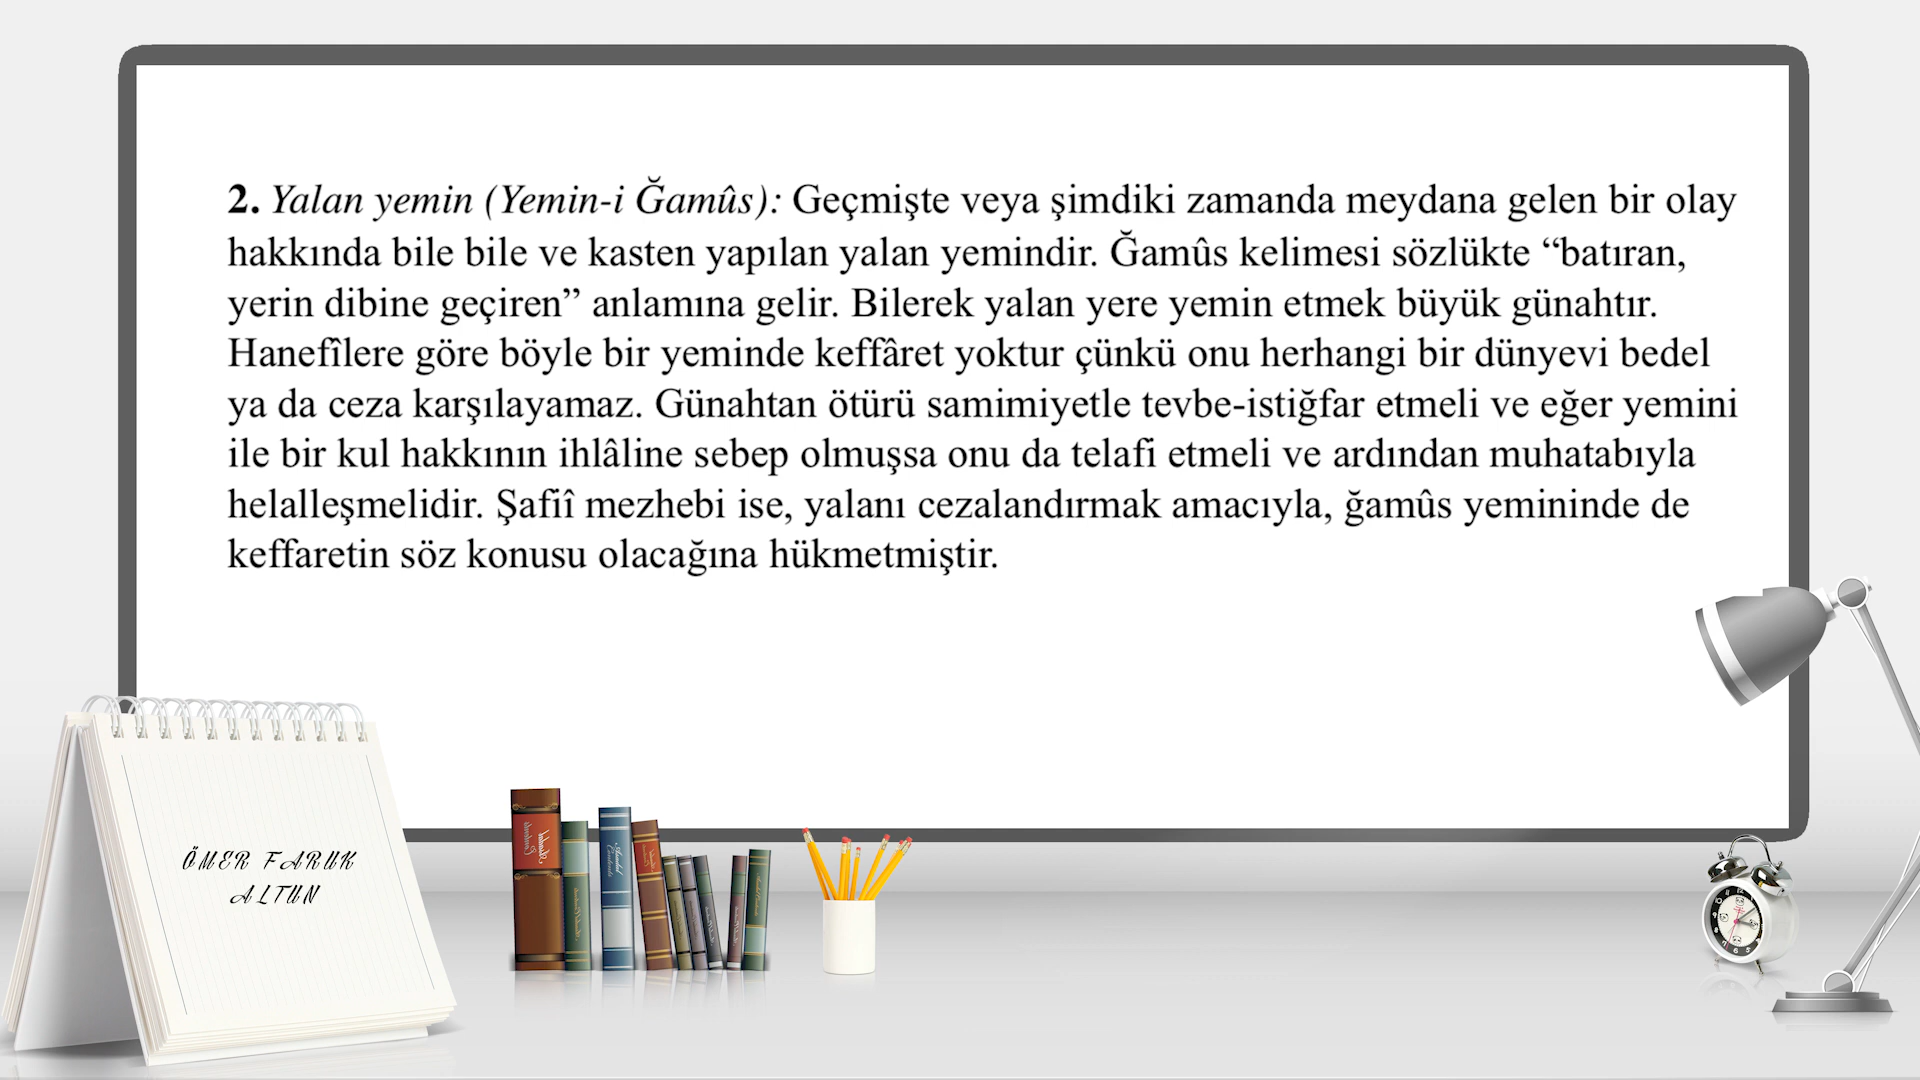 2. Yalan yemin (Yemin-i Ğamûs): Geçmişte veya şimdiki zamanda meydana gelen bir olay
hakkında bile bile ve kasten yapılan yalan yemindir. Ğamûs kelimesi sözlükte “batıran,
yerin dibine geçiren” anlamına gelir. Bilerek yalan yere yemin etmek büyük günahtır.
Hanefîlere göre böyle bir yeminde keffâret yoktur çünkü onu herhangi bir dünyevi bedel
ya da ceza karşılayamaz. Günahtan ötürü samimiyetle tevbe-istiğfar etmeli ve eğer yemini
ile bir kul hakkının ihlâline sebep olmuşsa onu da telafi etmeli ve ardından muhatabıyla
helalleşmelidir. Şafiî mezhebi ise, yalanı cezalandırmak amacıyla, ğamûs yemininde de
keffaretin söz konusu olacağına hükmetmiştir.
ÖMER FARUK
ALTUN